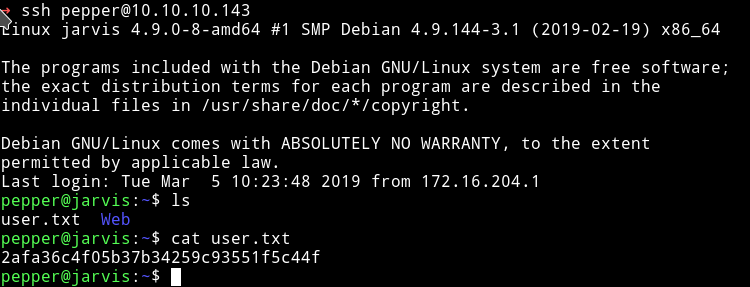 → ssh pepper@10.10.10.143
Linux jarvis 4.9.0-8-amd64 #1 SMP Debian 4.9.144-3.1 (2019-02-19) x86_64
The programs included with the Debian GNU/Linux system are free software;
the exact distribution terms for each program are described in the
individual files in /usr/share/doc/*/copyright.
Debian GNU/Linux comes with ABSOLUTELY NO WARRANTY, to the extent
permitted by applicable law.
Last login: Tue Mar  5 10:23:48 2019 from 172.16.204.1
pepper@jarvis:~$ ls
user.txt  Web
pepper@jarvis:~$ cat user.txt
2afa36c4f05b37b34259c93551f5c44f
pepper@jarvis:~$